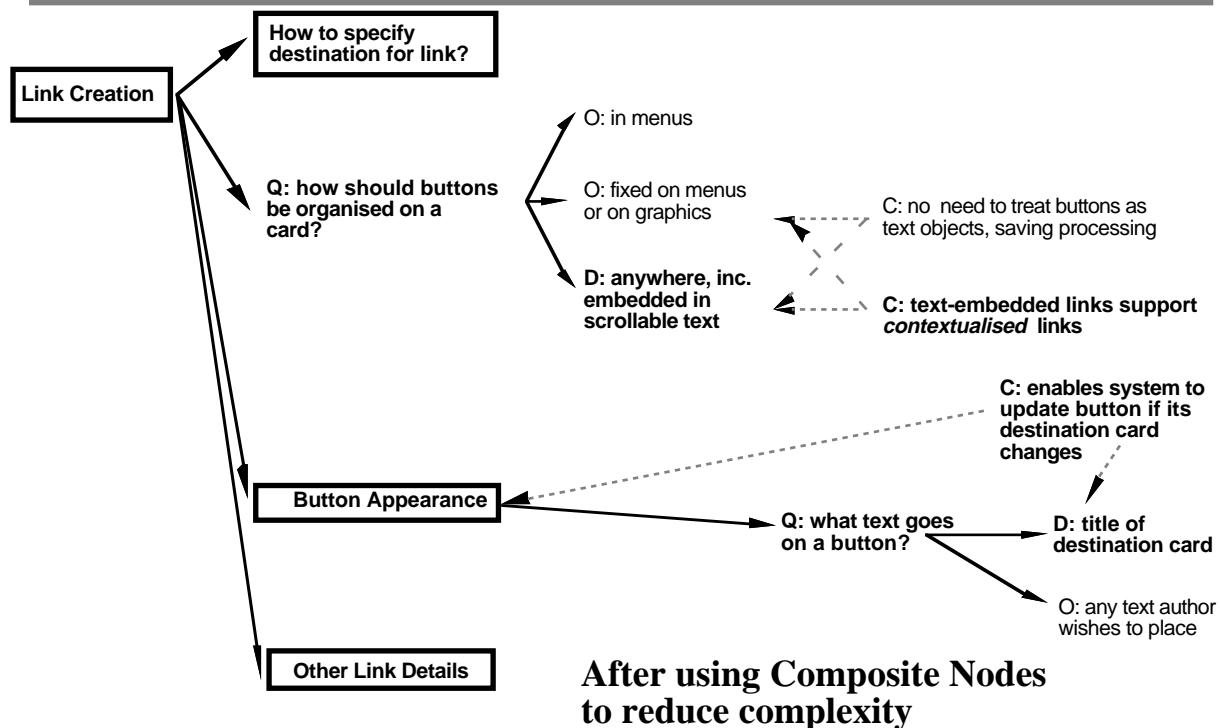 How to specify
destination for link?
Link Creation
O: in menus
Q: how should buttons
be organised on a
card?
O: fixed on menus
or on graphics
C: no need to treat buttons as
text objects, saving processing
D: anywhere, inc.
embedded in
scrollable text
C: text-embedded links support
contextualised links
C: enables system to
update button if its
destination card
changes
Button Appearance
Q: what text goes
on a button?
D: title of
destination card
O: any text author
wishes to place
Other Link Details
After using Composite Nodes
to reduce complexity